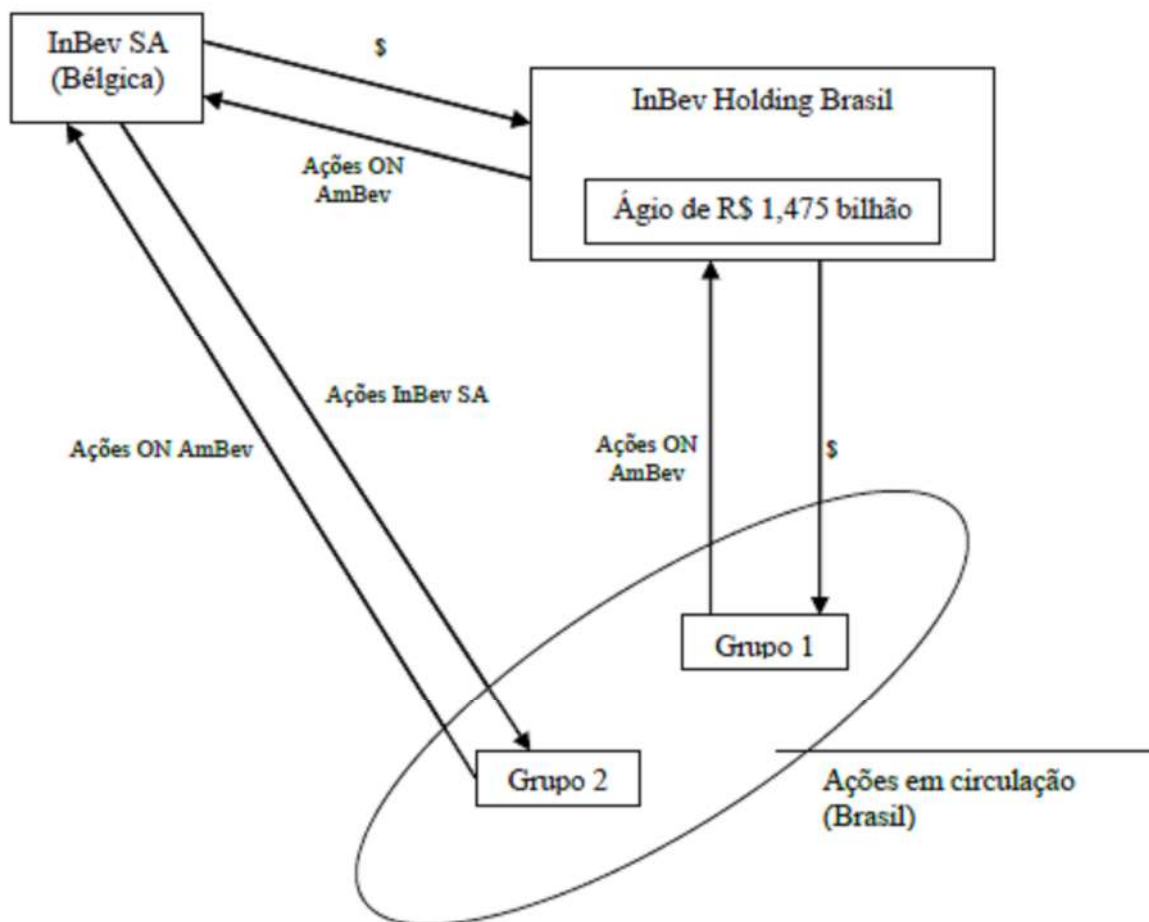 InBev SA
(Bélgica)
$
InBev Holding Brasil
Ações ON
AmBev
Ágio de R$ 1,475 bilhão
Ações InBev SA
Ações ON AmBev
Ações ON
AmBev
$
Grupo 1
Grupo 2
Ações em circulação
(Brasil)